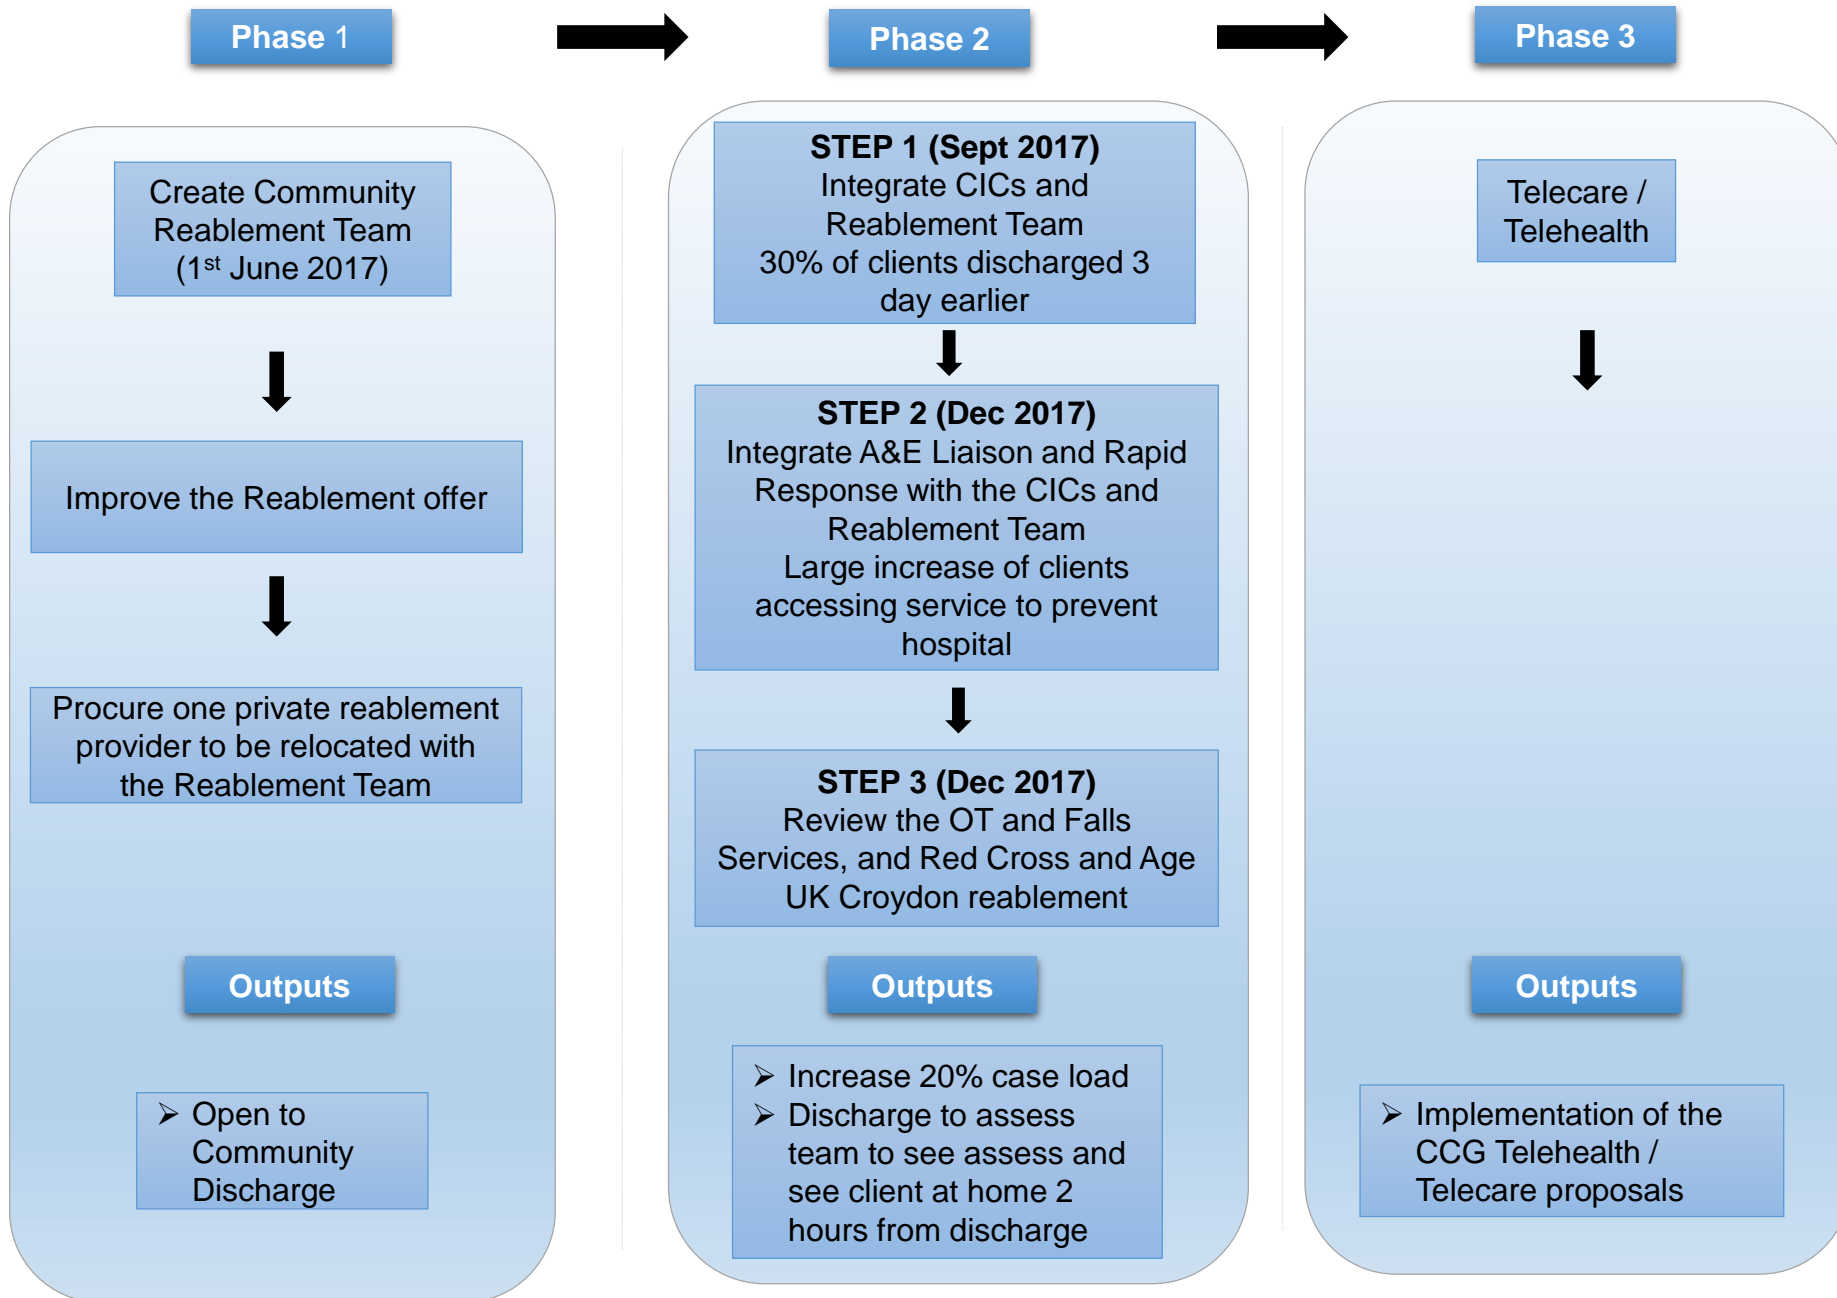 Phase 1
Phase 2
Phase 3
Create Community
Reablement Team
(1st June 2017)
Improve the Reablement offer
Procure one private reablement
provider to be relocated with
the Reablement Team
Outputs
➢ Open to
Community
Discharge
STEP 1 (Sept 2017)
Integrate CICs and
Reablement Team
30% of clients discharged 3
day earlier
STEP 2 (Dec 2017)
Integrate A&E Liaison and Rapid
Response with the CICs and
Reablement Team
Large increase of clients
accessing service to prevent
hospital
STEP 3 (Dec 2017)
Review the OT and Falls
Services, and Red Cross and Age
UK Croydon reablement
Outputs
➢ Increase 20% case load
➢ Discharge to assess
team to see assess and
see client at home 2
hours from discharge
Telecare /
Telehealth
Outputs
➢ Implementation of the
CCG Telehealth /
Telecare proposals